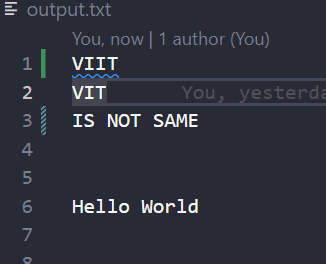 output.txt
You, now | 1 author (You)
1 VIIT
2 VIT You, yesterda
3 IS NOT SAME
4
5
6 Hello World
7
8